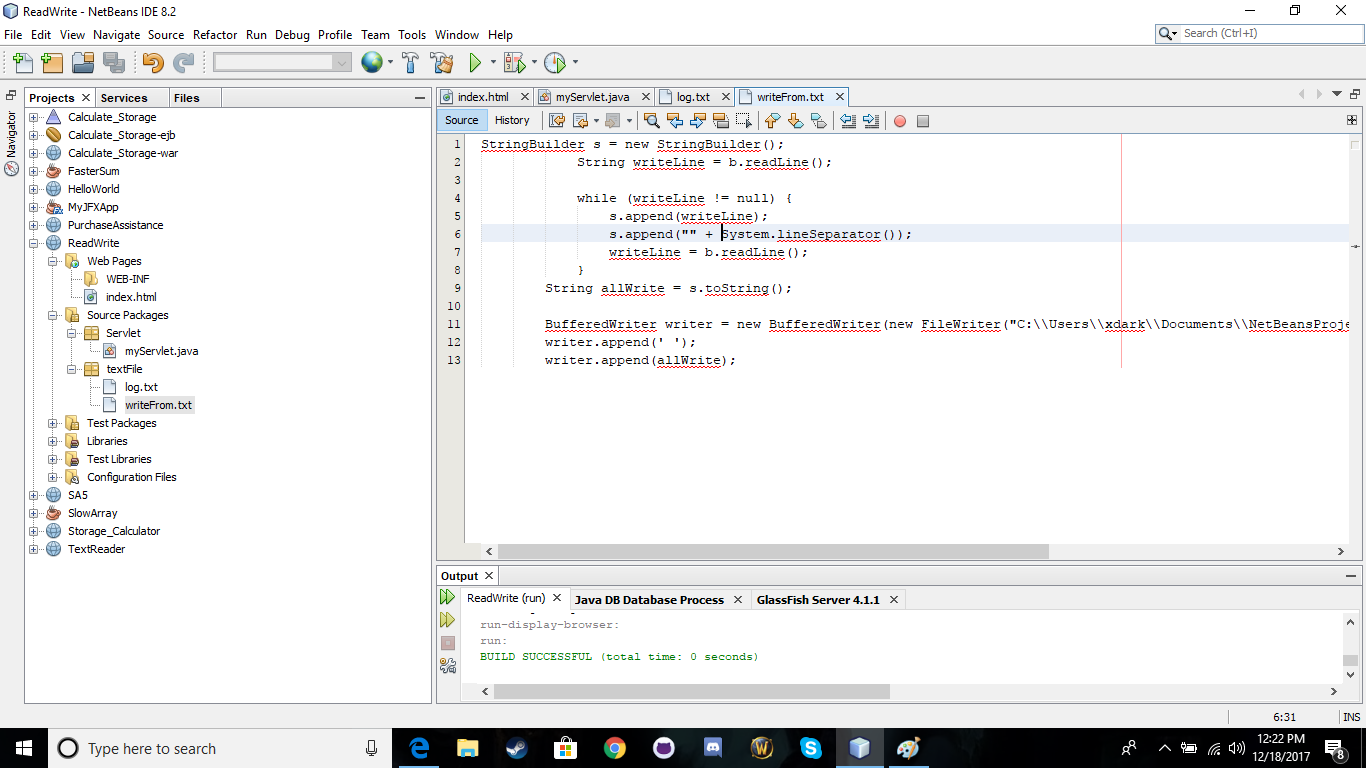 ReadWrite - NetBeans IDE 8.2
File Edit View Navigate Source Refactor Run Debug Profile Team Tools Window Help
Search (Ctrl+I)
Projects Services Files
Navigator
Calculate_Storage
Calculate_Storage-ejb
Calculate_Storage-war
FasterSum
HelloWorld
MyJFXApp
PurchaseAssistance
ReadWrite
Web Pages
WEB-INF
index.html
Source Packages
Servlet
myServlet.java
textFile
log.txt
writeFrom.txt
Test Packages
Libraries
Test Libraries
Configuration Files
SA5
SlowArray
Storage_Calculator
TextReader
index.html myServlet.java log.txt writeFrom.txt
Source History
1 StringBuilder s = new StringBuilder();
2 String writeLine = b.readLine();
3
4 while (writeLine != null) {
5 s.append(writeLine);
6 s.append("" + System.lineSeparator());
7 writeLine = b.readLine();
8 }
9 String allWrite = s.toString();
10
11 BufferedWriter writer = new BufferedWriter(new FileWriter("C:\\Users\\xdark\\Documents\\NetBeansProje
12 writer.append(' ');
13 writer.append(allWrite);
Output
ReadWrite (run) Java DB Database Process GlassFish Server 4.1.1
run-display-browser:
run:
BUILD SUCCESSFUL (total time: 0 seconds)
6:31 INS
Type here to search
12:22 PM
12/18/2017
8